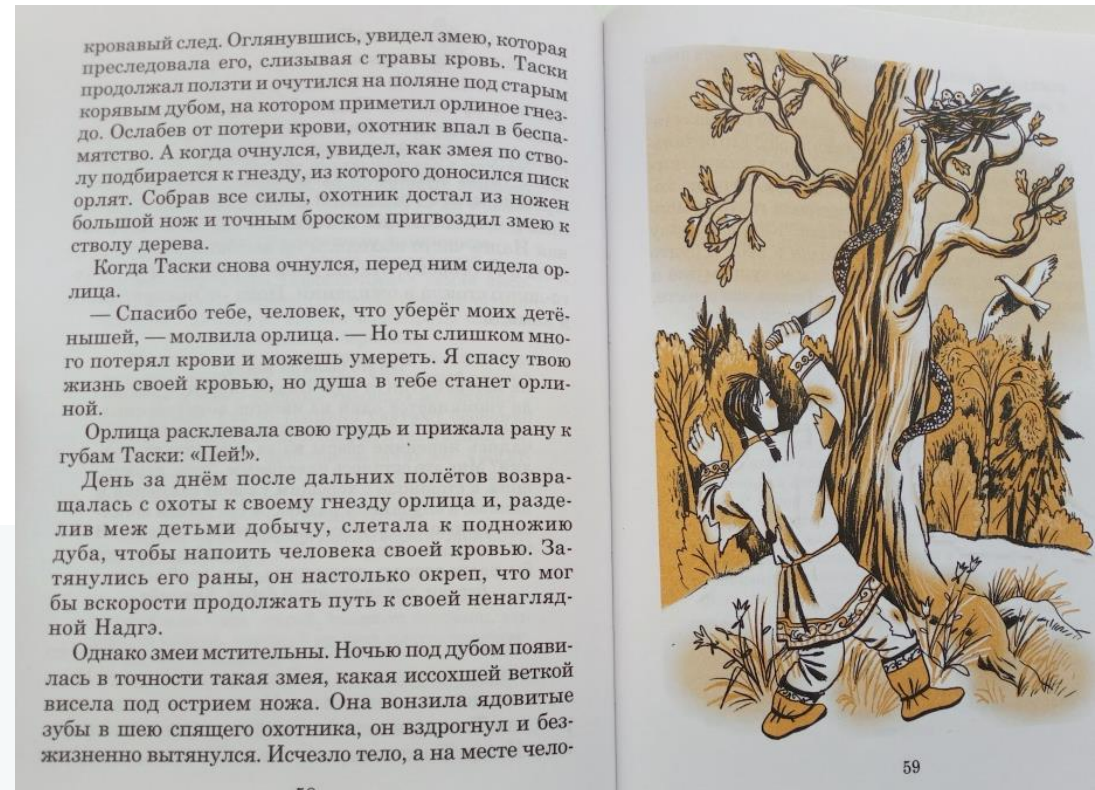 кровавый след. Оглянувшись, увидел змею, которая
преследовала его, слизывая с травы кровь. Таски
продолжал ползти и очутился на поляне под старым
корявым дубом, на котором приметил орлиное гнез-
до. Ослабев от потери крови, охотник впал в беспа-
мятство. А когда очнулся, увидел, как змея по ство-
лу подбирается к гнезду, из которого доносился писк
орлят. Собрав все силы, охотник достал из ножен
большой нож и точным броском пригвоздил змею к
стволу дерева.
Когда Таски снова очнулся, перед ним сидела ор-
лица.
— Спасибо тебе, человек, что уберёг моих детё-
нышей, — молвила орлица. — Но ты слишком мно-
го потерял крови и можешь умереть. Я спасу твою
жизнь своей кровью, но душа в тебе станет орли-
ной.
Орлица расклевала свою грудь и прижала рану к
губам Таски: «Пей!».
День за днём после дальних полётов возвра-
щалась с охоты к своему гнезду орлица и, разде-
лив меж детьми добычу, слетала к подножию
дуба, чтобы напоить человека своей кровью. За-
тянулись его раны, он настолько окреп, что мог
бы вскорости продолжать путь к своей ненагляд-
ной Надгэ.
Однако змеи мстительны. Ночью под дубом появи-
лась в точности такая змея, какая иссохшей веткой
висела под острием ножа. Она вонзила ядовитые
зубы в шею спящего охотника, он вздрогнул и без-
жизненно вытянулся. Исчезло тело, а на месте чело-
59